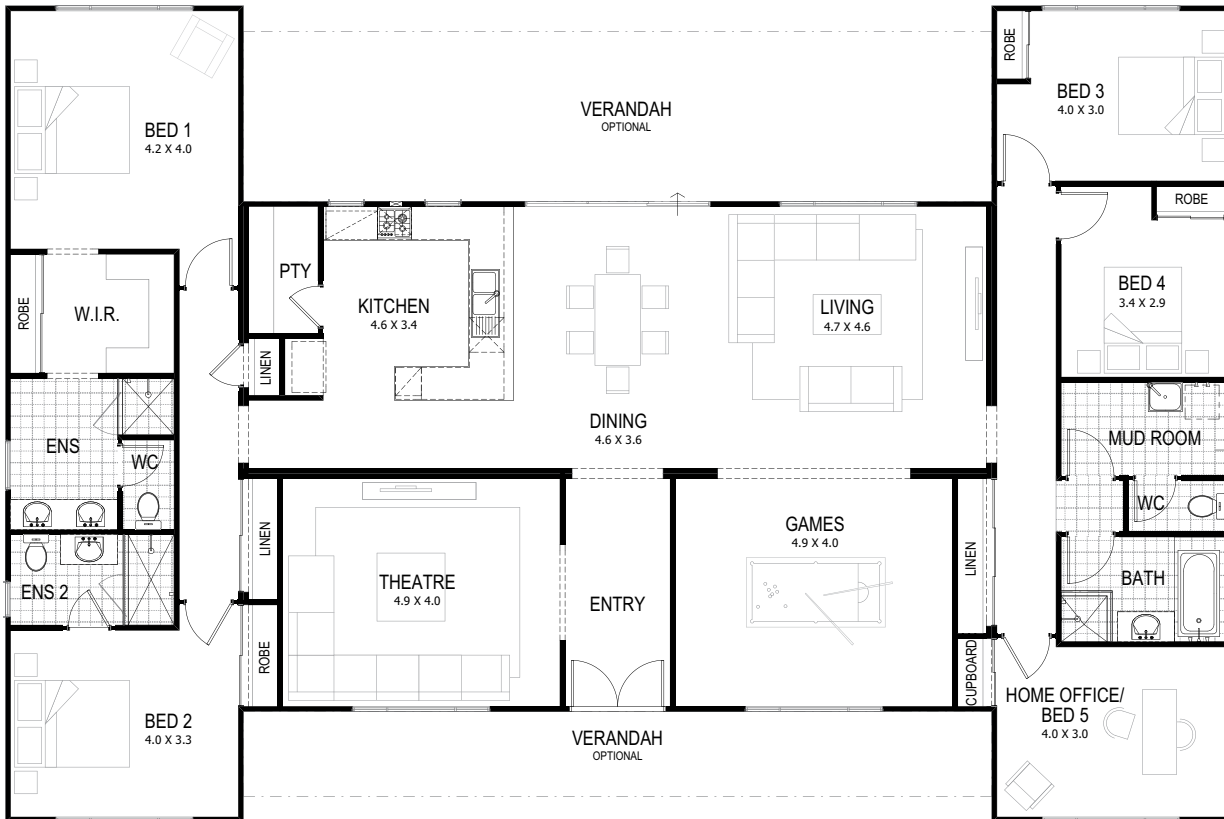 BED 1
4.2 X 4.0
VERANDAH
OPTIONAL
ROBE
BED 3
4.0 X 3.0
ROBE
W.I.R.
PTY
KITCHEN
4.6 X 3.4
LINEN
DINING
4.6 X 3.6
LIVING
4.7 X 4.6
ROBE
BED 4
3.4 X 2.9
ENS
WC
MUD ROOM
WC
ENS 2
LINEN
THEATRE
4.9 X 4.0
ENTRY
GAMES
4.9 X 4.0
LINEN
BATH
ROBE
CUPBOARD
BED 2
4.0 X 3.3
VERANDAH
OPTIONAL
HOME OFFICE/
BED 5
4.0 X 3.0